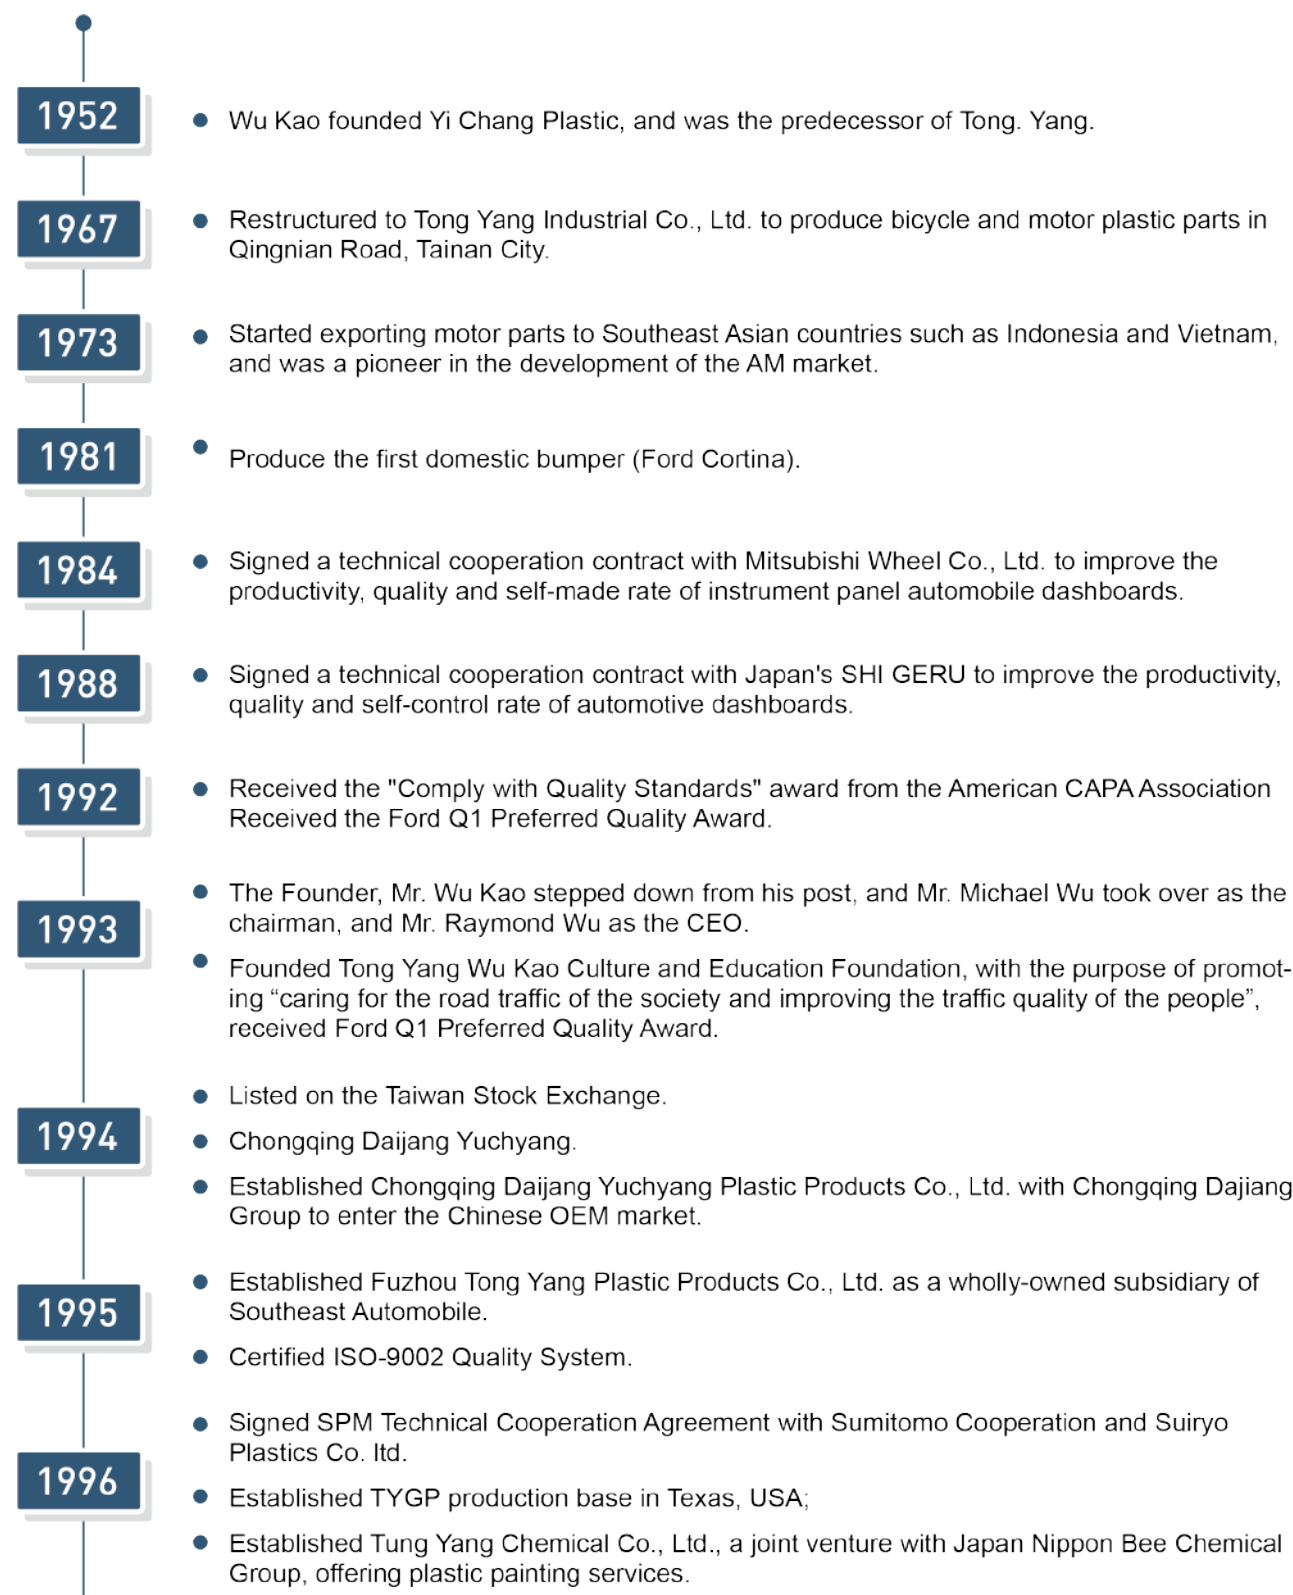 1952
Wu Kao founded Yi Chang Plastic, and was the predecessor of Tong. Yang.
1967
Restructured to Tong Yang Industrial Co., Ltd. to produce bicycle and motor plastic parts in
Qingnian Road, Tainan City.
1973
Started exporting motor parts to Southeast Asian countries such as Indonesia and Vietnam,
and was a pioneer in the development of the AM market.
1981
Produce the first domestic bumper (Ford Cortina).
1984
Signed a technical cooperation contract with Mitsubishi Wheel Co., Ltd. to improve the
productivity, quality and self-made rate of instrument panel automobile dashboards.
1988
Signed a technical cooperation contract with Japan's SHI GERU to improve the productivity,
quality and self-control rate of automotive dashboards.
1992
Received the "Comply with Quality Standards" award from the American CAPA Association
Received the Ford Q1 Preferred Quality Award.
1993
The Founder, Mr. Wu Kao stepped down from his post, and Mr. Michael Wu took over as the
chairman, and Mr. Raymond Wu as the CEO.
Founded Tong Yang Wu Kao Culture and Education Foundation, with the purpose of promot-
ing “caring for the road traffic of the society and improving the traffic quality of the people”,
received Ford Q1 Preferred Quality Award.
1994
Listed on the Taiwan Stock Exchange.
Chongqing Daijang Yuchyang.
Established Chongqing Daijang Yuchyang Plastic Products Co., Ltd. with Chongqing Dajiang
Group to enter the Chinese OEM market.
1995
Established Fuzhou Tong Yang Plastic Products Co., Ltd. as a wholly-owned subsidiary of
Southeast Automobile.
Certified ISO-9002 Quality System.
1996
Signed SPM Technical Cooperation Agreement with Sumitomo Cooperation and Suiryo
Plastics Co. ltd.
Established TYGP production base in Texas, USA;
Established Tung Yang Chemical Co., Ltd., a joint venture with Japan Nippon Bee Chemical
Group, offering plastic painting services.